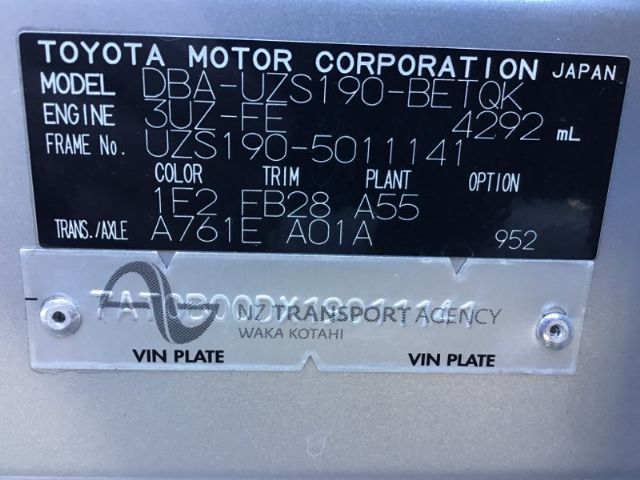 TOYOTA MOTOR CORPORATION JAPAN
MODEL DBA-UZS190-BETQK
ENGINE 3UZ-FE 4292 mL
FRAME No. UZS190-5011141
COLOR TRIM PLANT OPTION
1E2 FB28 A55
TRANS./AXLE A761E A01A 952
7AT0B00DX19011141
NZ TRANSPORT AGENCY
WAKA KOTAHI
VIN PLATE VIN PLATE